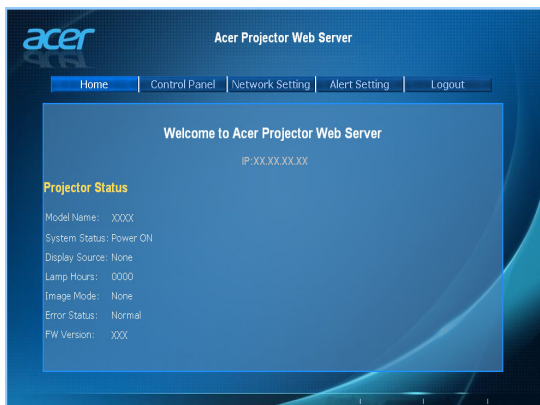 acer
Acer Projector Web Server
Home Control Panel Network Setting Alert Setting Logout
Welcome to Acer Projector Web Server
IP:XX.XX.XX.XX
Projector Status
Model Name: XXXX
System Status: Power ON
Display Source: None
Lamp Hours: 0000
Image Mode: None
Error Status: Normal
FW Version: XXX